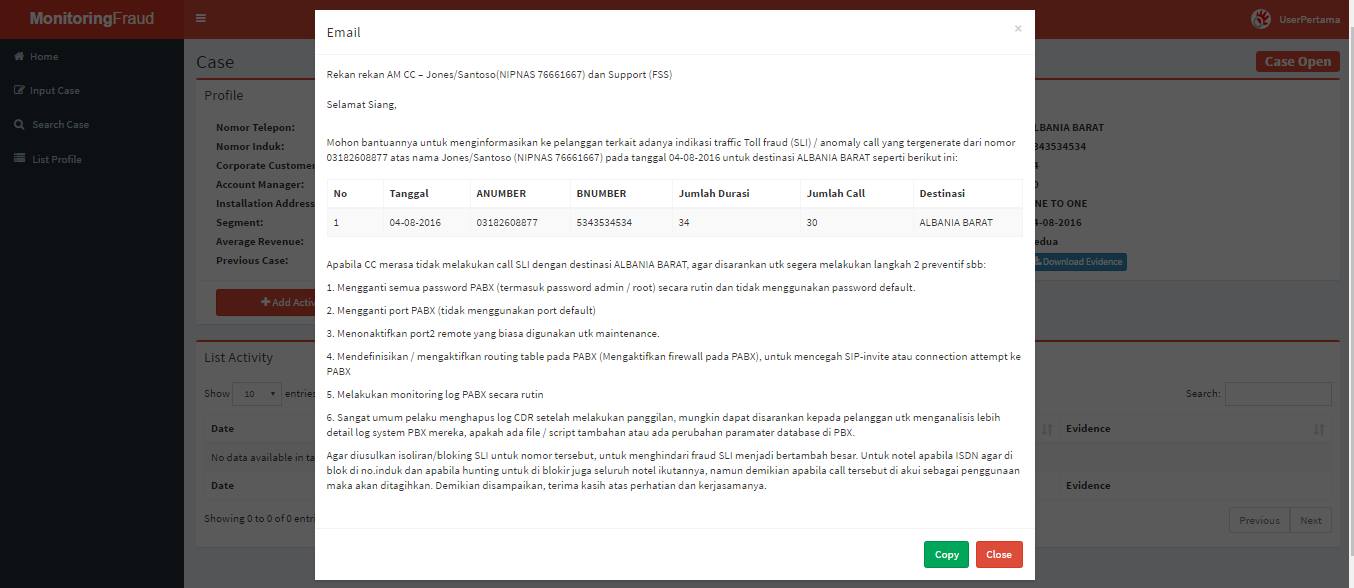 MonitoringFraud
UserPertama
Home
Input Case
Search Case
List Profile
Case
Case Open
Profile
Nomor Telepon:
Nomor Induk:
Corporate Customer
Account Manager:
Installation Address
Segment:
Average Revenue:
Previous Case:
LBANIA BARAT
343534534
NE TO ONE
4-08-2016
edua
Download Evidence
Add Activ
List Activity
Show 10 entries
Search:
Date
Evidence
No data available in ta
Date
Evidence
Showing 0 to 0 of 0 entri
Previous Next
Email
×
Rekan rekan AM CC – Jones/Santoso(NIPNAS 76661667) dan Support (FSS)
Selamat Siang,
Mohon bantuannya untuk menginformasikan ke pelanggan terkait adanya indikasi traffic Toll fraud (SLI) / anomaly call yang tergenerate dari nomor
03182608877 atas nama Jones/Santoso (NIPNAS 76661667) pada tanggal 04-08-2016 untuk destinasi ALBANIA BARAT seperti berikut ini:
No Tanggal ANUMBER BNUMBER Jumlah Durasi Jumlah Call Destinasi
1 04-08-2016 03182608877 5343534534 34 30 ALBANIA BARAT
Apabila CC merasa tidak melakukan call SLI dengan destinasi ALBANIA BARAT, agar disarankan utk segera melakukan langkah 2 preventif sbb:
1. Mengganti semua password PABX (termasuk password admin / root) secara rutin dan tidak menggunakan password default.
2. Mengganti port PABX (tidak menggunakan port default)
3. Menonaktifkan port2 remote yang biasa digunakan utk maintenance.
4. Mendefinisikan / mengaktifkan routing table pada PABX (Mengaktifkan firewall pada PABX), untuk mencegah SIP-invite atau connection attempt ke
PABX
5. Melakukan monitoring log PABX secara rutin
6. Sangat umum pelaku menghapus log CDR setelah melakukan panggilan, mungkin dapat disarankan kepada pelanggan utk menganalisis lebih
detail log system PBX mereka, apakah ada file / script tambahan atau ada perubahan paramater database di PBX.
Agar diusulkan isoliran/bloking SLI untuk nomor tersebut, untuk menghindari fraud SLI menjadi bertambah besar. Untuk notel apabila ISDN agar di
blok di no.induk dan apabila hunting untuk di blokir juga seluruh notel ikutannya, namun demikian apabila call tersebut di akui sebagai penggunaan
maka akan ditagihkan. Demikian disampaikan, terima kasih atas perhatian dan kerjasamanya.
Copy Close